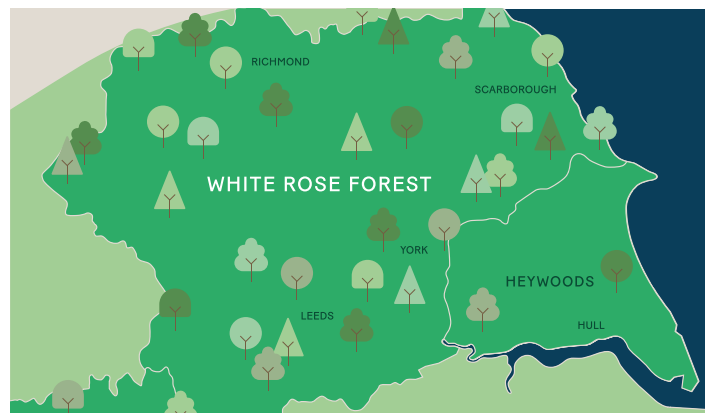 RICHMOND
SCARBOROUGH
WHITE ROSE FOREST
YORK
HEYWOODS
LEEDS
HULL